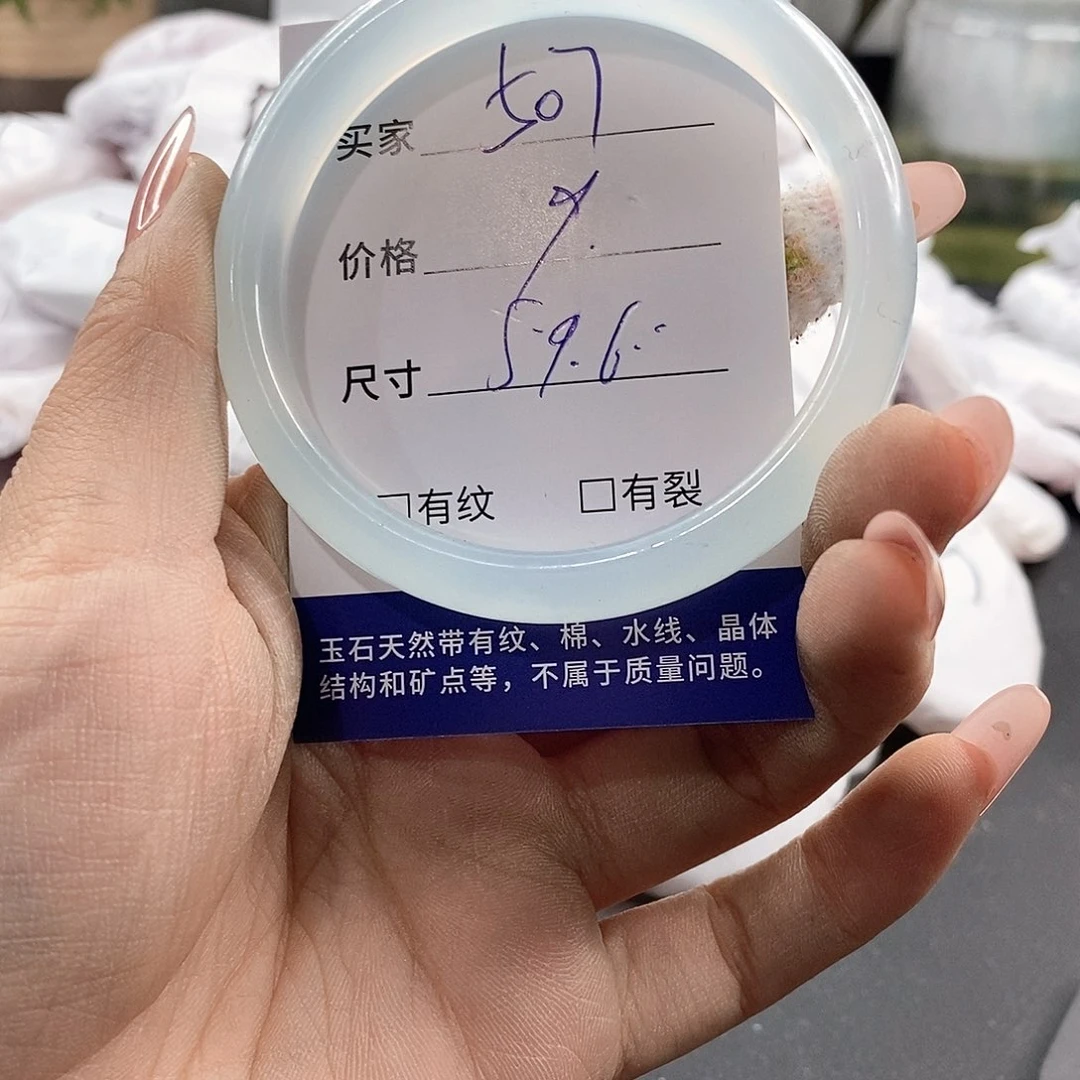 买家 507
价格
尺寸 59.6
□有纹 □有裂
玉石天然带有纹、棉、水线、晶体
结构和矿点等，不属于质量问题。